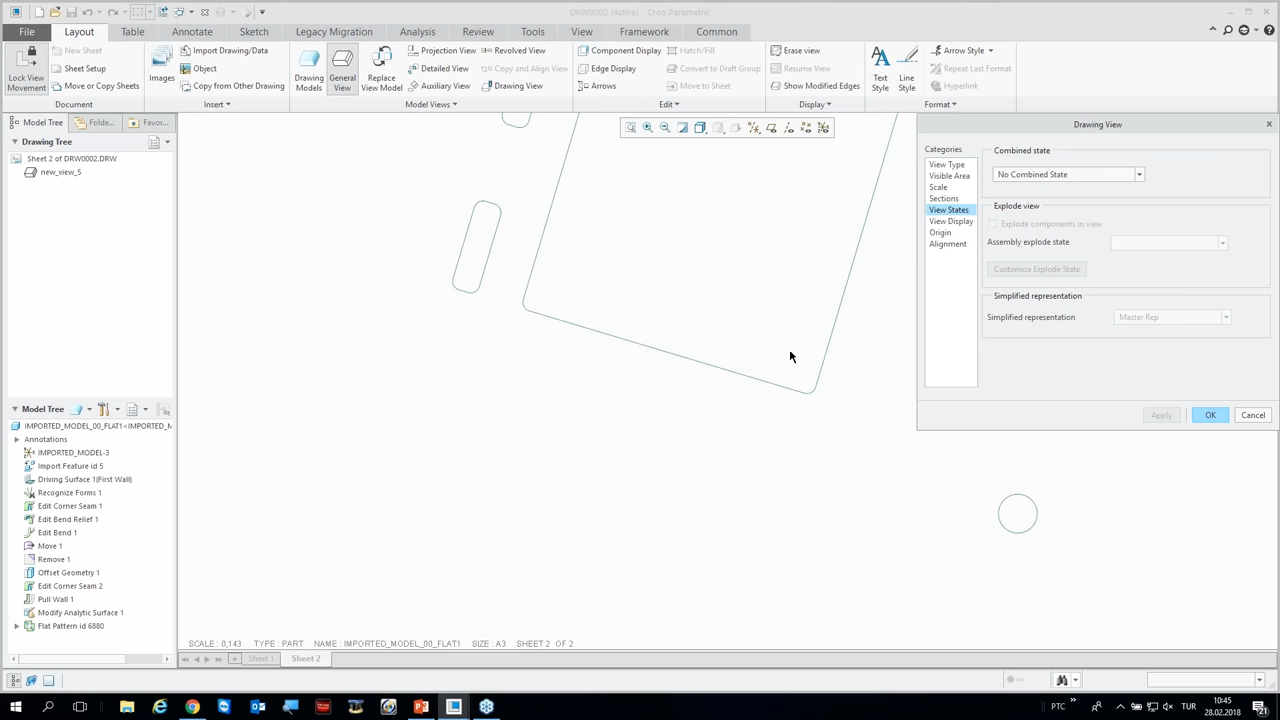 DRW0002 (Active) - Creo Parametric
File Layout Table Annotate Sketch Legacy Migration Analysis Review Tools View Framework Common
Lock View Movement
New Sheet
Sheet Setup
Move or Copy Sheets
Document
Images
Import Drawing/Data
Object
Copy from Other Drawing
Insert
Drawing Models
General View
Replace View Model
Projection View
Detailed View
Auxiliary View
Revolved View
Copy and Align View
Drawing View
Model Views
Component Display
Edge Display
Arrows
Hatch/Fill
Convert to Draft Group
Move to Sheet
Edit
Erase view
Resume View
Show Modified Edges
Display
Text Style
Line Style
Arrow Style
Repeat Last Format
Hyperlink
Format
Model Tree
Folde...
Favor...
Drawing Tree
Sheet 2 of DRW0002.DRW
new_view_5
Model Tree
IMPORTED_MODEL_00_FLAT1<IMPORTED_M
Annotations
IMPORTED_MODEL-3
Import Feature id 5
Driving Surface 1(First Wall)
Recognize Forms 1
Edit Corner Seam 1
Edit Bend Relief 1
Edit Bend 1
Move 1
Remove 1
Offset Geometry 1
Edit Corner Seam 2
Pull Wall 1
Modify Analytic Surface 1
Flat Pattern id 6880
Drawing View
Categories
View Type
Visible Area
Scale
Sections
View States
View Display
Origin
Alignment
Combined state
No Combined State
Explode view
Explode components in view
Assembly explode state
Customize Explode State
Simplified representation
Simplified representation Master Rep
Apply OK Cancel
SCALE : 0,143 TYPE : PART NAME : IMPORTED_MODEL_00_FLAT1 SIZE : A3 SHEET 2 OF 2
Sheet 1 Sheet 2
PTC
TUR
10:45
28.02.2018
21